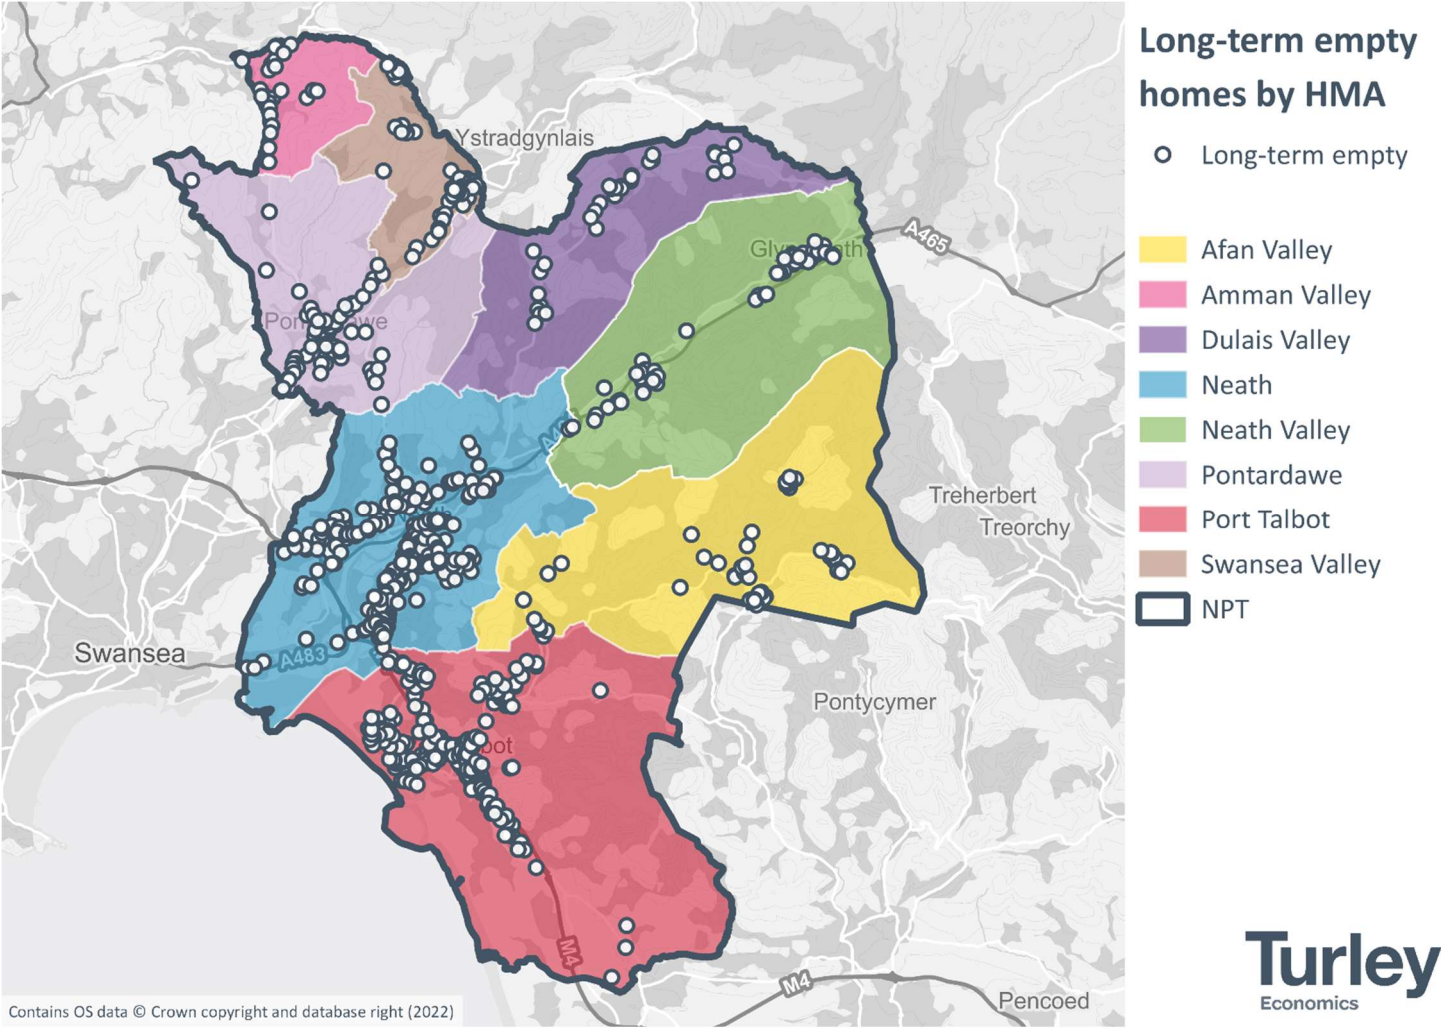 Long-term empty
homes by HMA
Long-term empty
Afan Valley
Amman Valley
Dulais Valley
Neath
Neath Valley
Pontardawe
Port Talbot
Swansea Valley
NPT
Ystradgynlais
A465
Treherbert
Treorchy
Swansea
A483
Pontycymer
M4
M4
Pencoed
Contains OS data © Crown copyright and database right (2022)
Turley
Economics